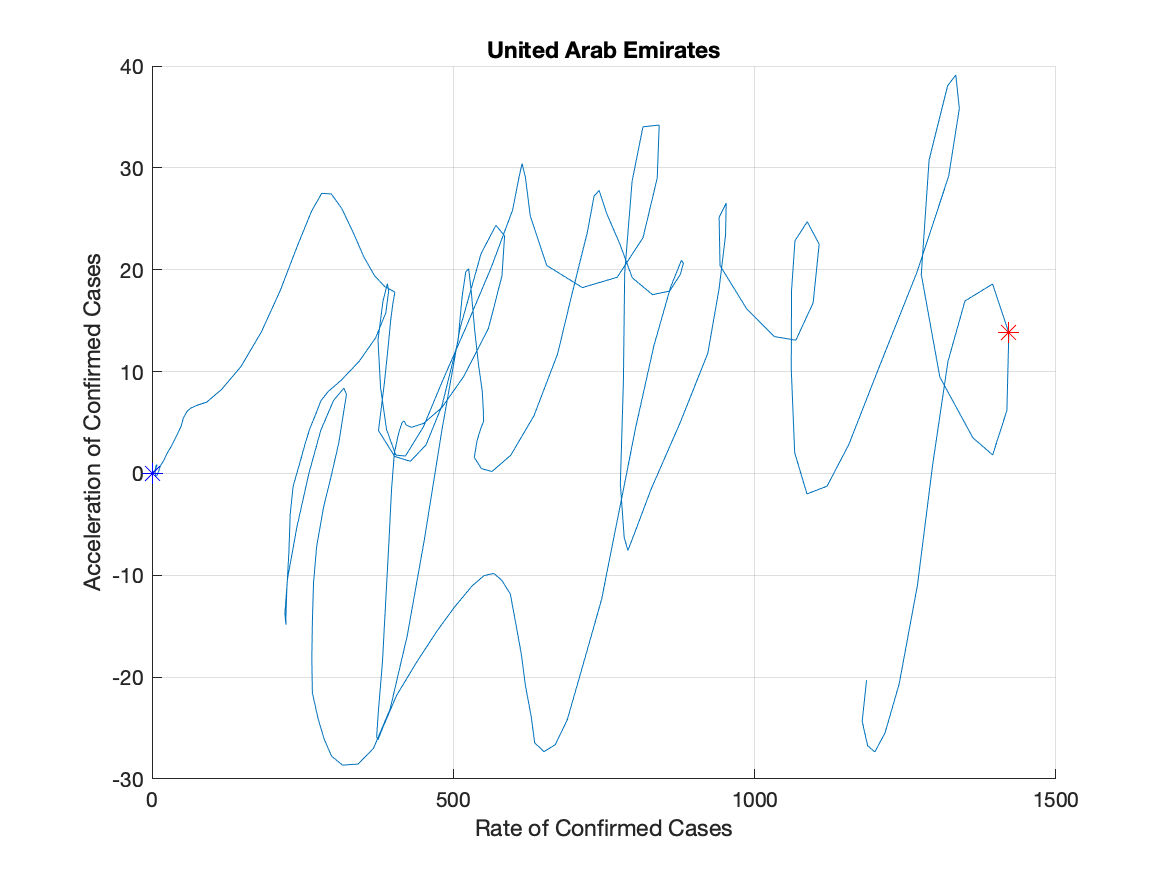 United Arab Emirates
40
30
20
10
0
-10
-20
-30
Acceleration of Confirmed Cases
0 500 1000 1500
Rate of Confirmed Cases